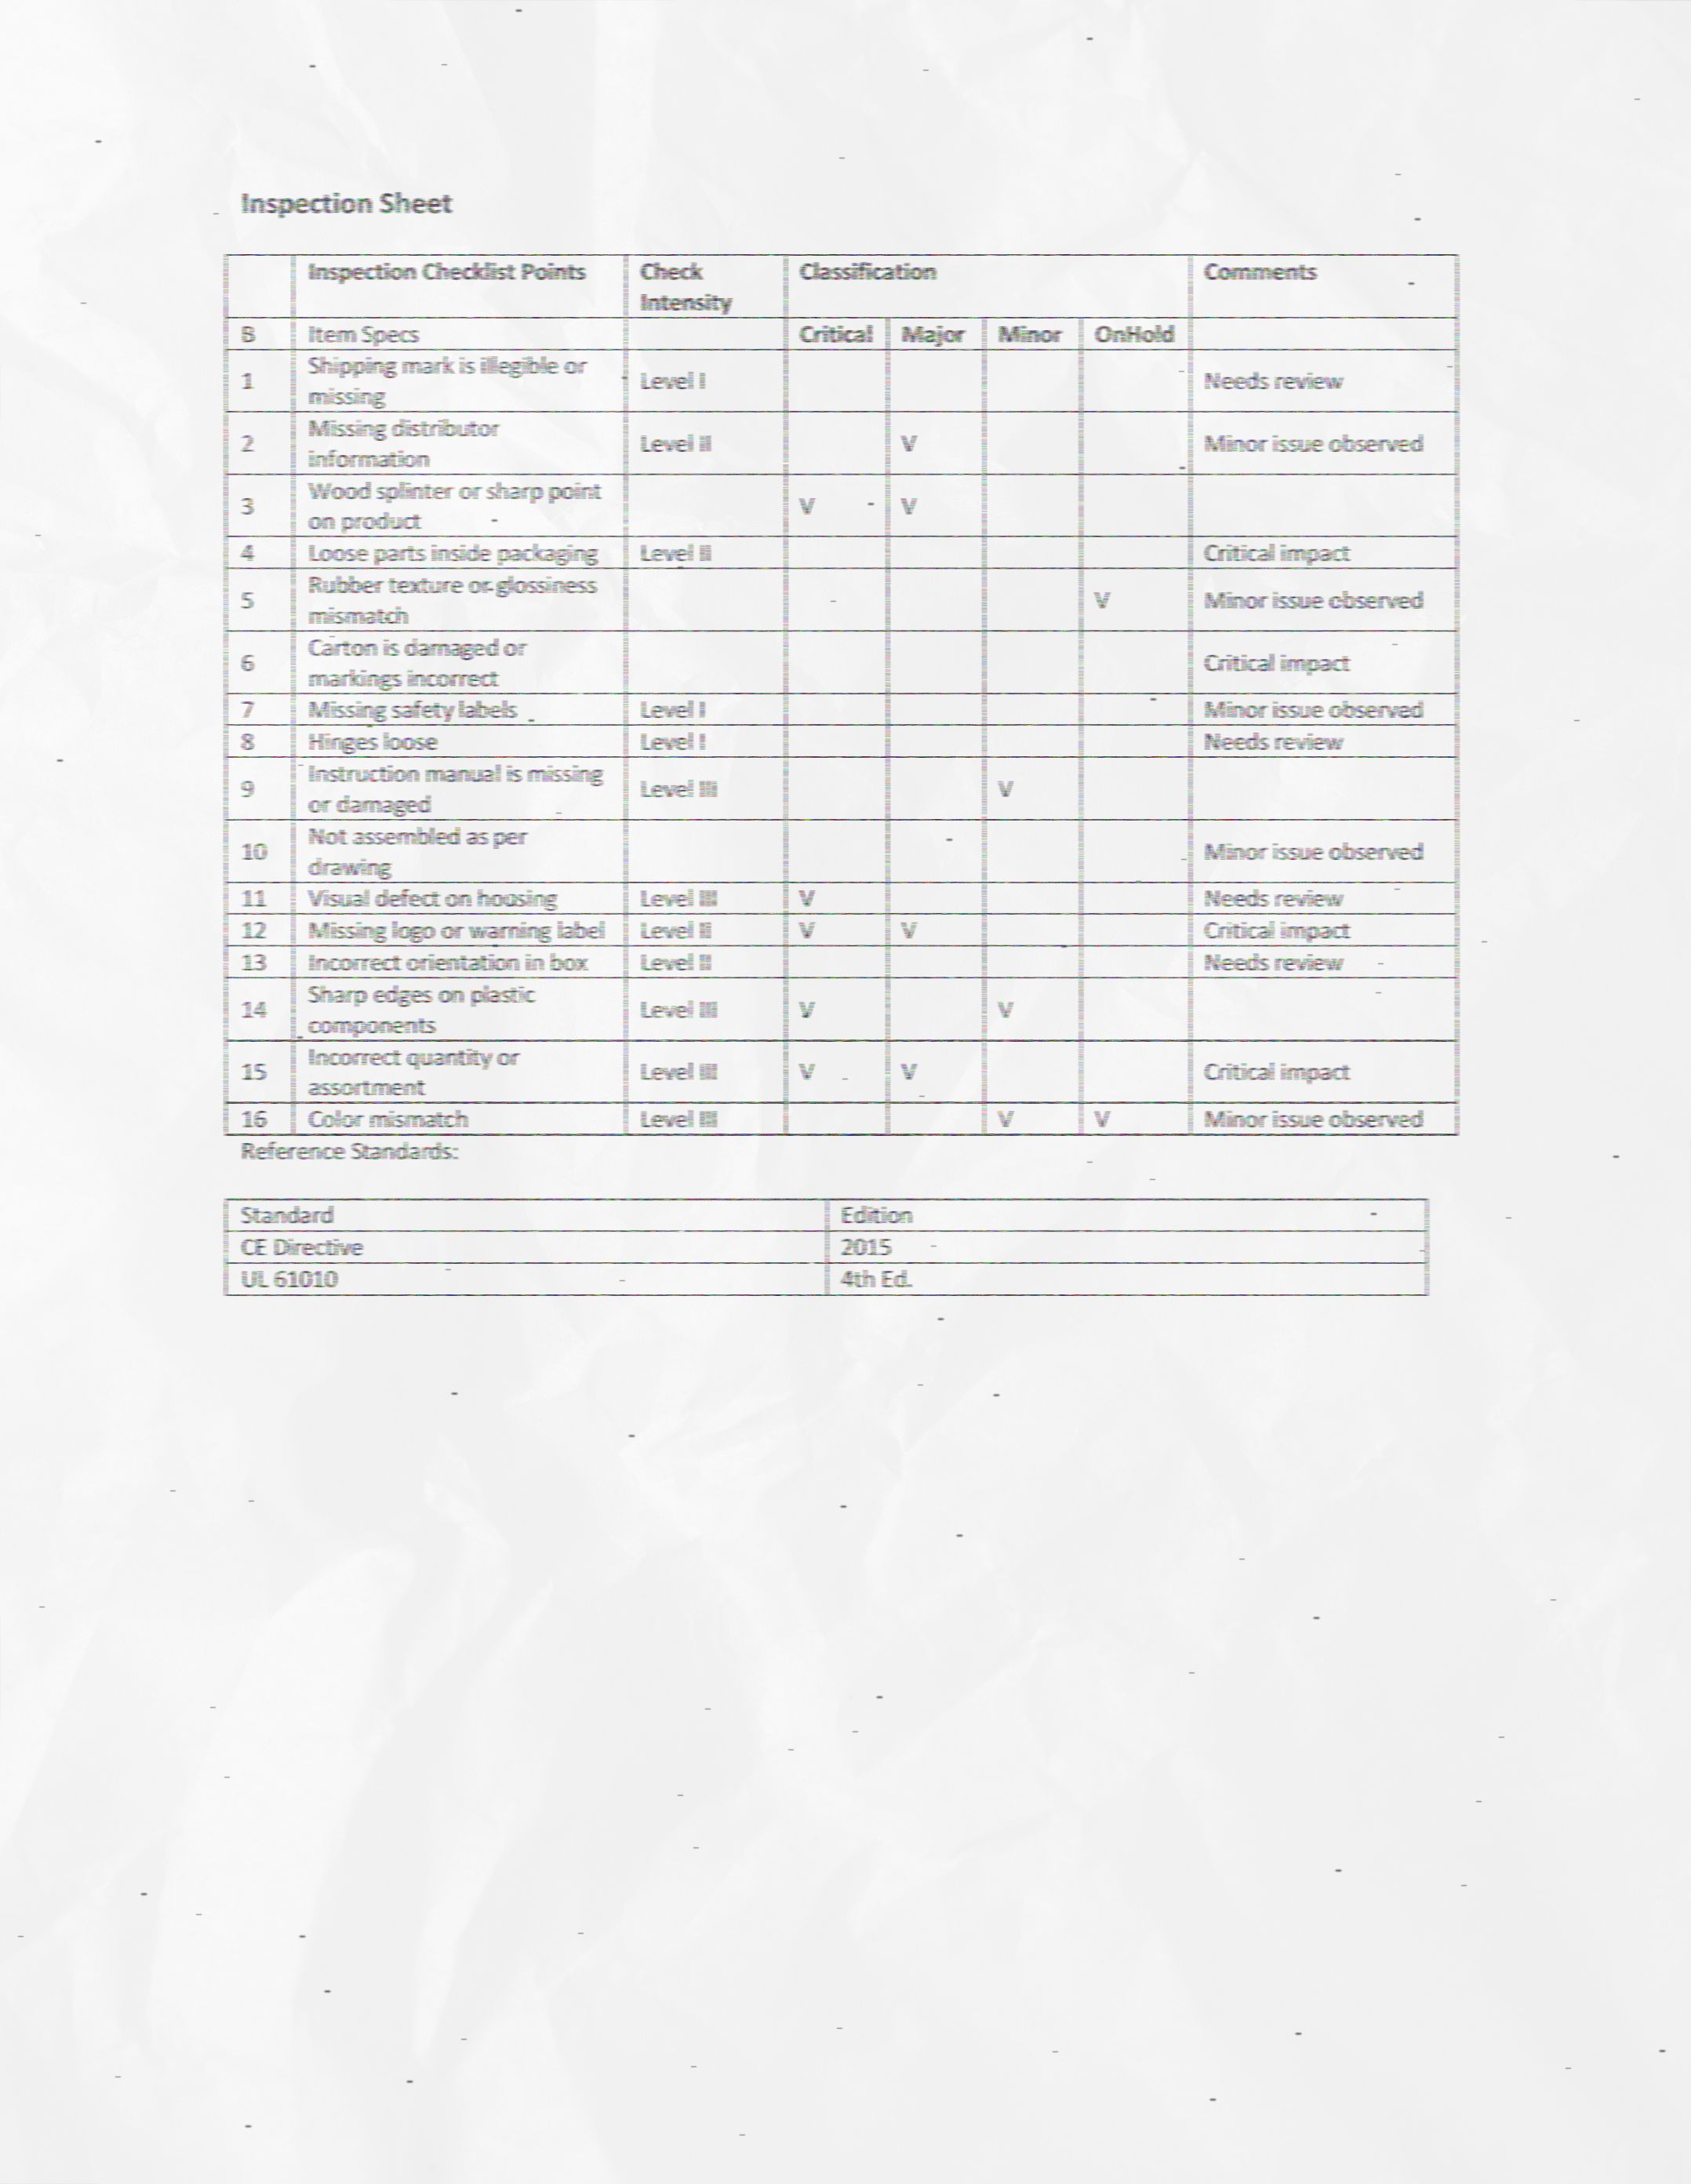 Inspection Sheet
Inspection Checklist Points Check Intensity Classification Comments
B Item Specs Critical Major Minor OnHold
1 Shipping mark is illegible or missing Level I Needs review
2 Missing distributor information Level II V Minor issue observed
3 Wood splinter or sharp point on product V V
4 Loose parts inside packaging Level II Critical impact
5 Rubber texture or glossiness mismatch V Minor issue observed
6 Carton is damaged or markings incorrect Critical impact
7 Missing safety labels Level I Minor issue observed
8 Hinges loose Level I Needs review
9 Instruction manual is missing or damaged Level III V
10 Not assembled as per drawing Minor issue observed
11 Visual defect on housing Level III V Needs review
12 Missing logo or warning label Level II V V Critical impact
13 Incorrect orientation in box Level II Needs review
14 Sharp edges on plastic components Level III V V
15 Incorrect quantity or assortment Level III V V Critical impact
16 Color mismatch Level III V V Minor issue observed
Reference Standards:
Standard Edition
CE Directive 2015
UL 61010 4th Ed.